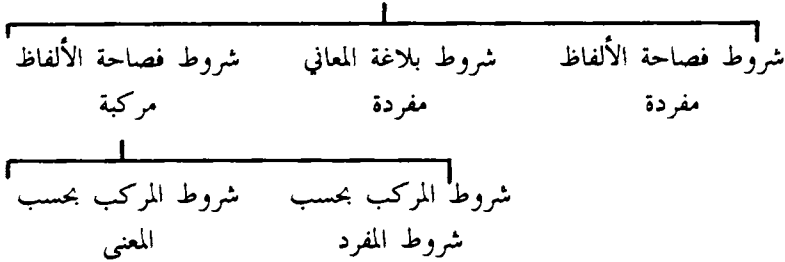 شروط فصاحة الألفاظ شروط بلاغة المعاني شروط فصاحة الألفاظ
مفردة مفردة مركبة
شروط المركب بحسب شروط المركب بحسب
شروط المفرد المعنى